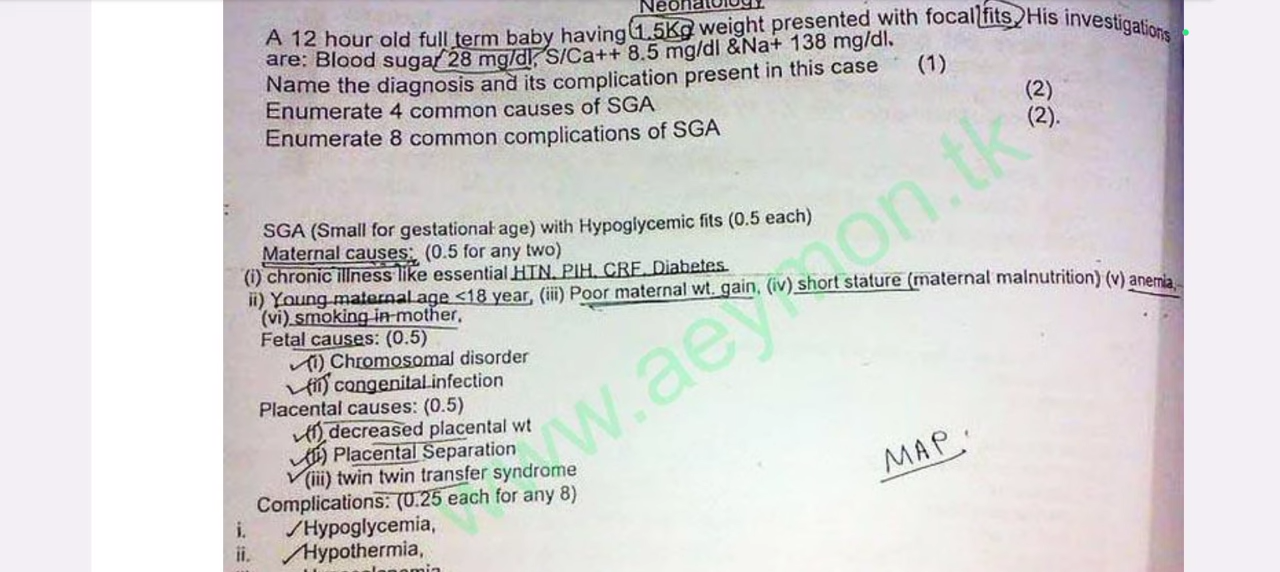 Neonatology
A 12 hour old full term baby having 1.5Kg weight presented with focal fits. His investigations
are: Blood sugar 28 mg/dl, S/Ca++ 8.5 mg/dl &Na+ 138 mg/dl.
Name the diagnosis and its complication present in this case (1)
Enumerate 4 common causes of SGA (2)
Enumerate 8 common complications of SGA (2).
SGA (Small for gestational age) with Hypoglycemic fits (0.5 each)
Maternal causes: (0.5 for any two)
(i) chronic illness like essential HTN, PIH, CRF, Diabetes
ii) Young maternal age <18 year, (iii) Poor maternal wt. gain, (iv) short stature (maternal malnutrition) (v) anemia,
(vi) smoking in mother,
Fetal causes: (0.5)
(i) Chromosomal disorder
(ii) congenital infection
Placental causes: (0.5)
(i) decreased placental wt
(ii) Placental Separation
(iii) twin twin transfer syndrome
Complications: (0.25 each for any 8)
i. Hypoglycemia,
ii. Hypothermia,
MAP
www.aeymon.tk